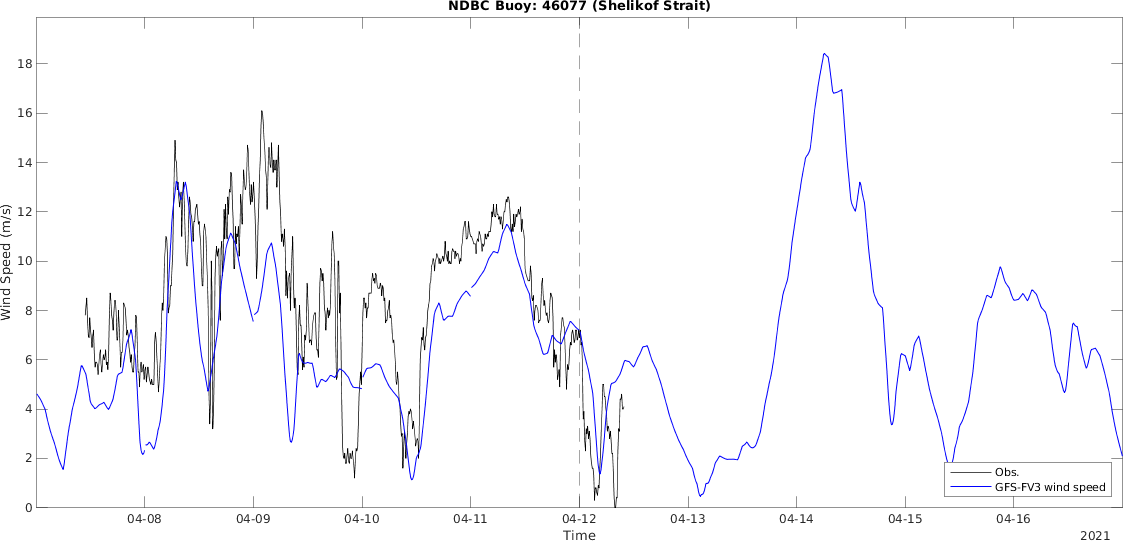 NDBC Buoy: 46077 (Shelikof Strait)
Wind Speed (m/s)
18
16
14
12
10
8
6
4
2
0
04-08 04-09 04-10 04-11 04-12 04-13 04-14 04-15 04-16
Time
2021
Obs.
GFS-FV3 wind speed